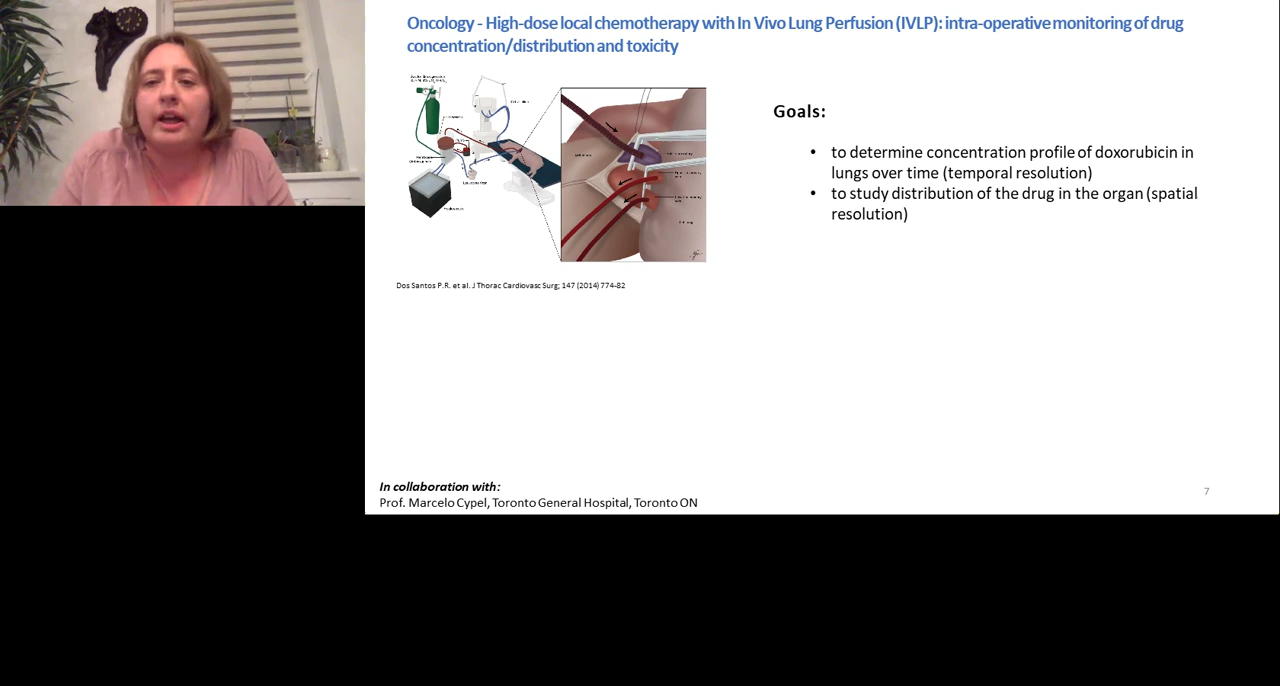 Oncology - High-dose local chemotherapy with In Vivo Lung Perfusion (IVLP): intra-operative monitoring of drug
concentration/distribution and toxicity
Goals:
• to determine concentration profile of doxorubicin in
lungs over time (temporal resolution)
• to study distribution of the drug in the organ (spatial
resolution)
Dos Santos P.R. et al. J Thorac Cardiovasc Surg; 147 (2014) 774-82
In collaboration with:
Prof. Marcelo Cypel, Toronto General Hospital, Toronto ON
7